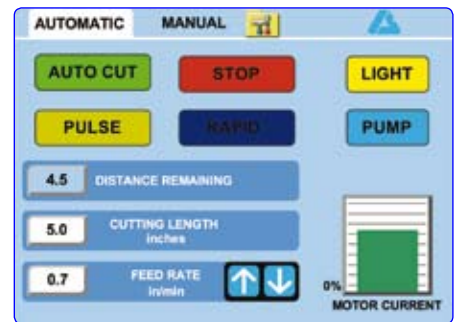 AUTOMATIC MANUAL
AUTO CUT STOP LIGHT
PULSE RAPID PUMP
4.5 DISTANCE REMAINING
5.0 CUTTING LENGTH
inches
0.7 FEED RATE
in/min
0%
MOTOR CURRENT